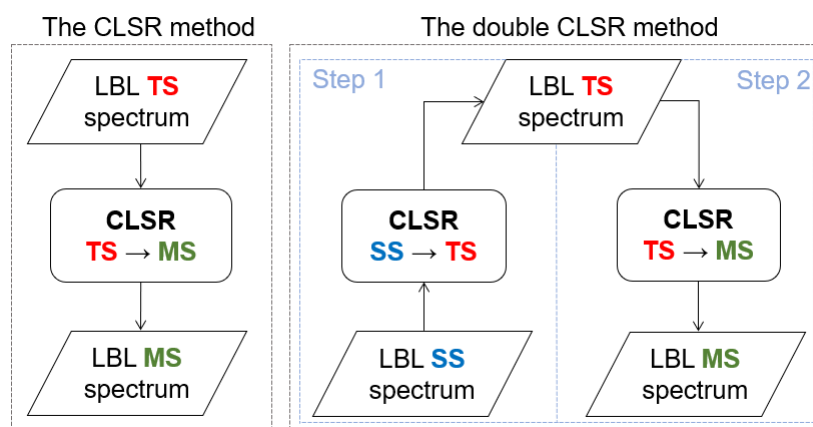 The CLSR method
LBL TS
spectrum
CLSR
TS → MS
LBL MS
spectrum
The double CLSR method
Step 1
LBL TS
spectrum
Step 2
CLSR
SS → TS
LBL SS
spectrum
CLSR
TS → MS
LBL MS
spectrum